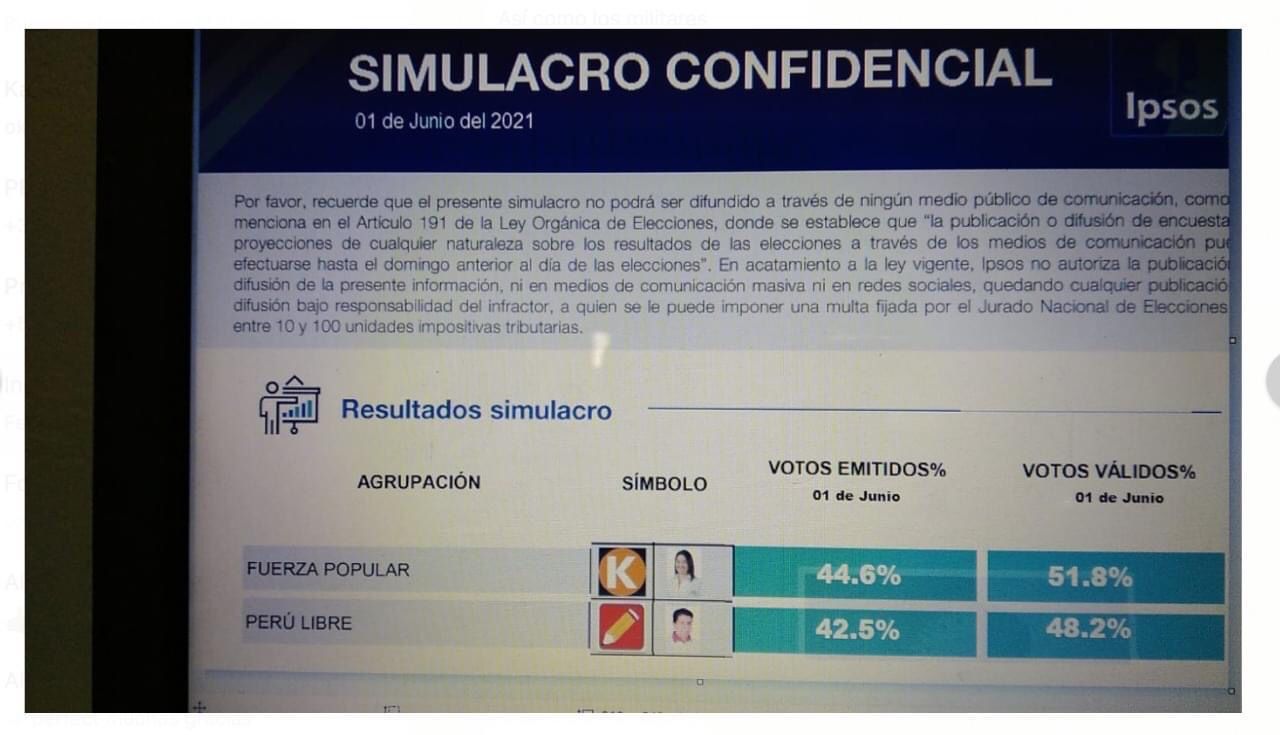 Así como los militares
SIMULACRO CONFIDENCIAL
01 de Junio del 2021
Ipsos
Por favor, recuerde que el presente simulacro no podrá ser difundido a través de ningún medio público de comunicación, como
menciona en el Artículo 191 de la Ley Orgánica de Elecciones, donde se establece que “la publicación o difusión de encuesta
proyecciones de cualquier naturaleza sobre los resultados de las elecciones a través de los medios de comunicación pue
efectuarse hasta el domingo anterior al día de las elecciones”. En acatamiento a la ley vigente, Ipsos no autoriza la publicació
difusión de la presente información, ni en medios de comunicación masiva ni en redes sociales, quedando cualquier publicació
difusión bajo responsabilidad del infractor, a quien se le puede imponer una multa fijada por el Jurado Nacional de Elecciones
entre 10 y 100 unidades impositivas tributarias.
Resultados simulacro
AGRUPACIÓN SÍMBOLO VOTOS EMITIDOS% VOTOS VÁLIDOS%
01 de Junio 01 de Junio
FUERZA POPULAR K 44.6% 51.8%
PERÚ LIBRE 42.5% 48.2%
perfect muchas gracias